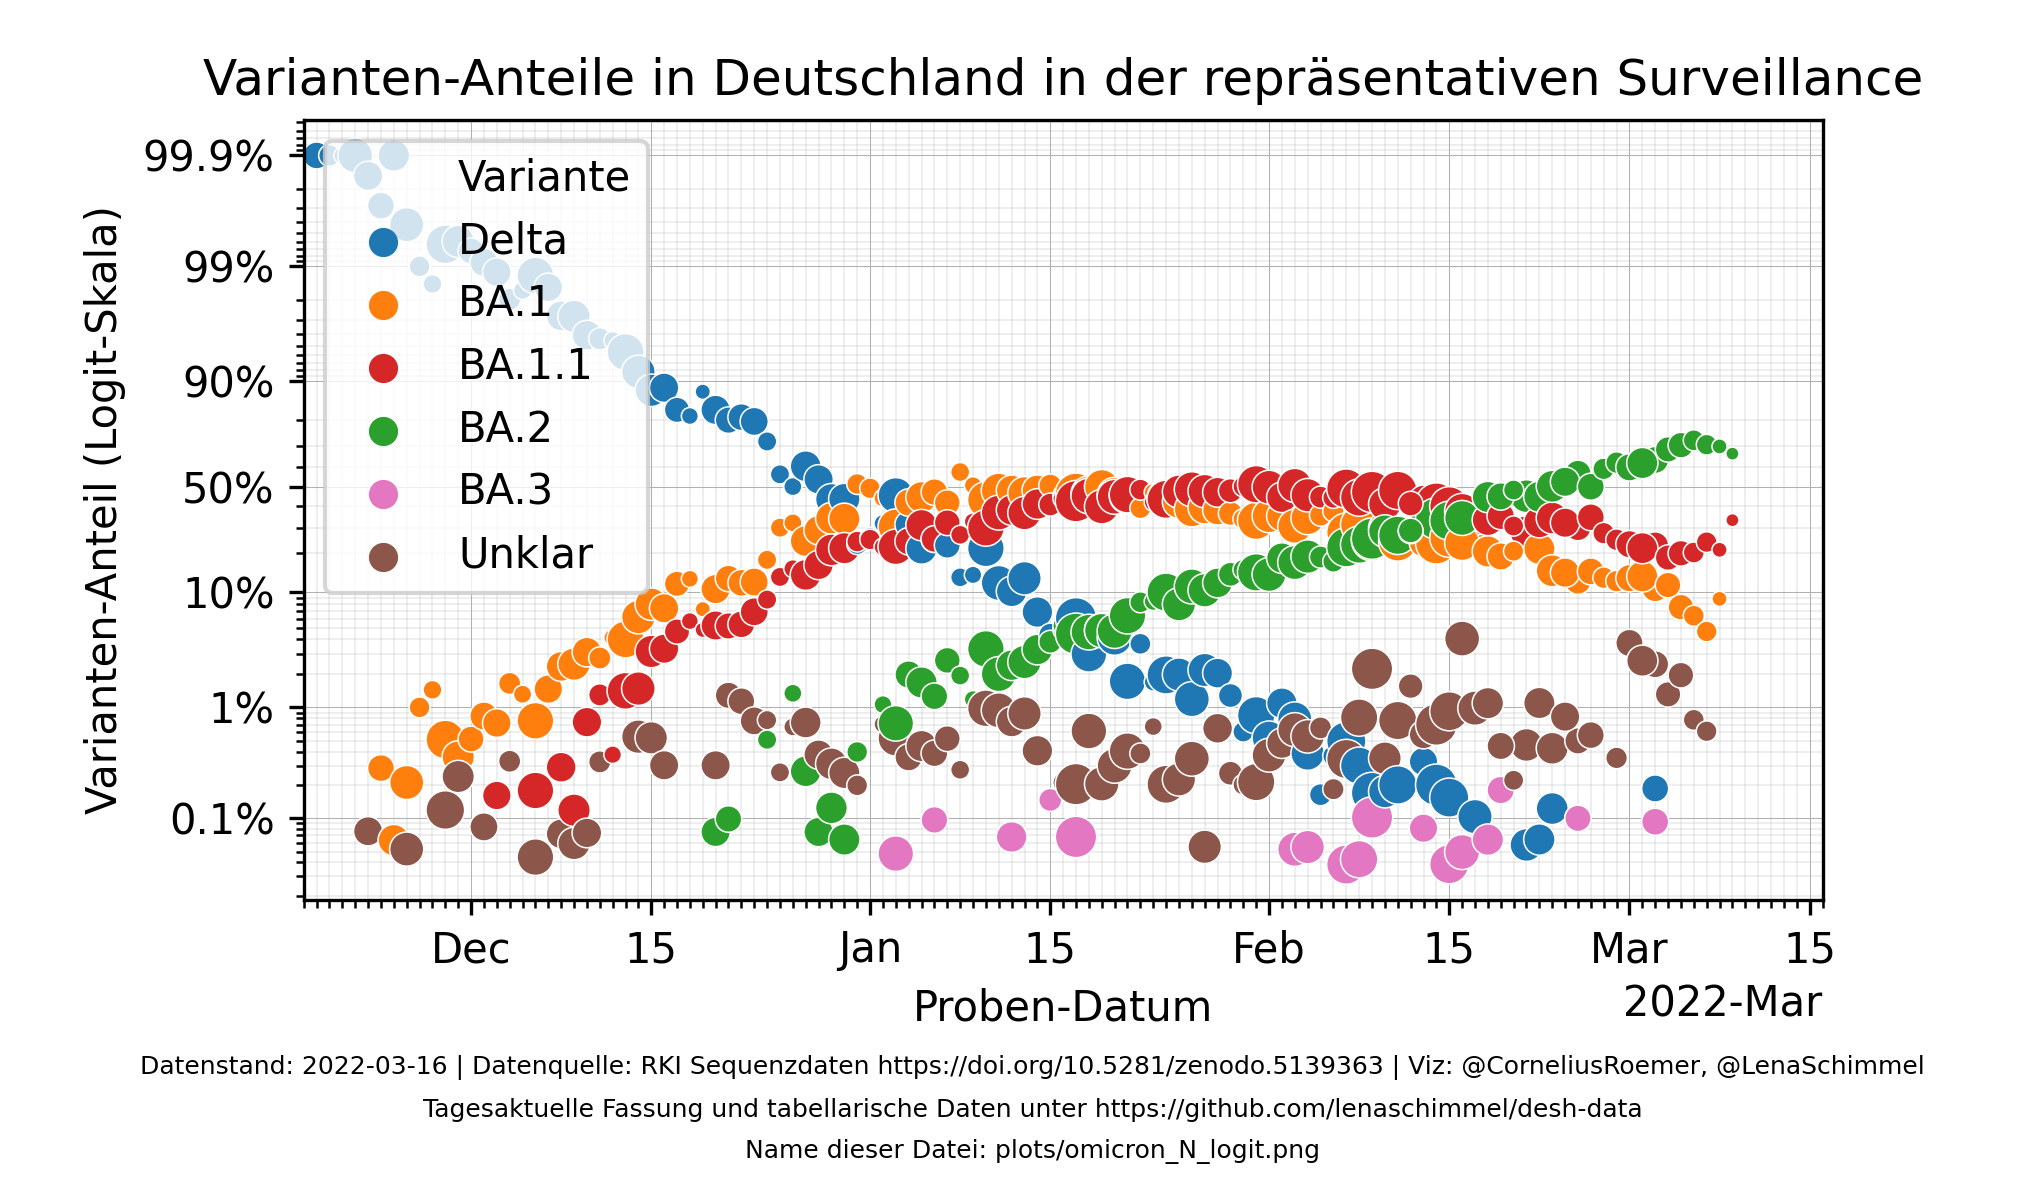 Varianten-Anteile in Deutschland in der repräsentativen Surveillance
Varianten-Anteil (Logit-Skala)
99.9%
99%
90%
50%
10%
1%
0.1%
Variante
Delta
BA.1
BA.1.1
BA.2
BA.3
Unklar
Dec 15 Jan 15 Feb 15 Mar 15
Proben-Datum
2022-Mar
Datenstand: 2022-03-16 | Datenquelle: RKI Sequenzdaten https://doi.org/10.5281/zenodo.5139363 | Viz: @CorneliusRoemer, @LenaSchimmel
Tagesaktuelle Fassung und tabellarische Daten unter https://github.com/lenaschimmel/desh-data
Name dieser Datei: plots/omicron_N_logit.png